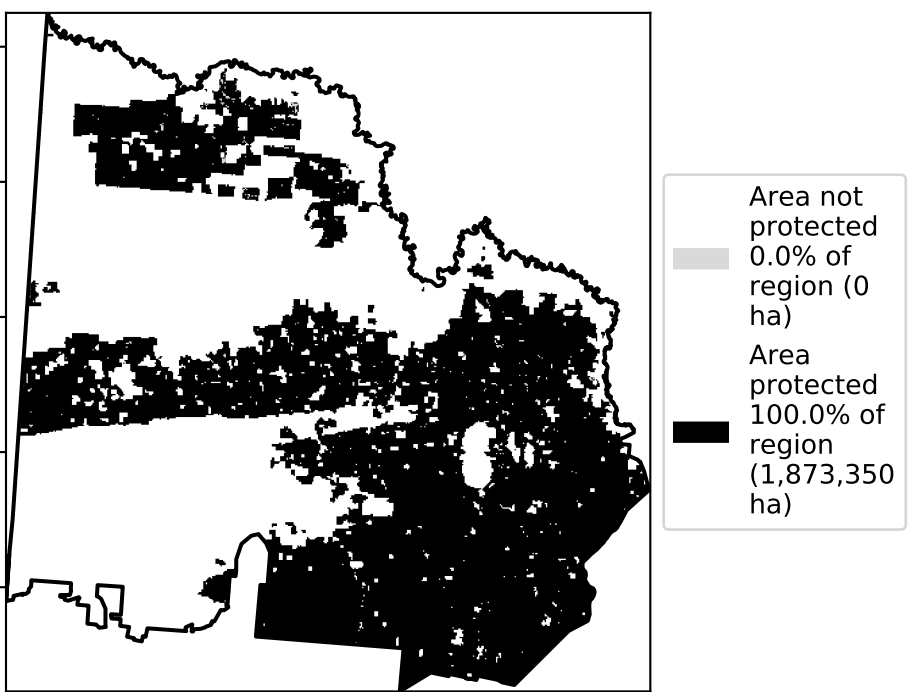 Area not
protected
0.0% of
region (0
ha)
Area
protected
100.0% of
region
(1,873,350
ha)